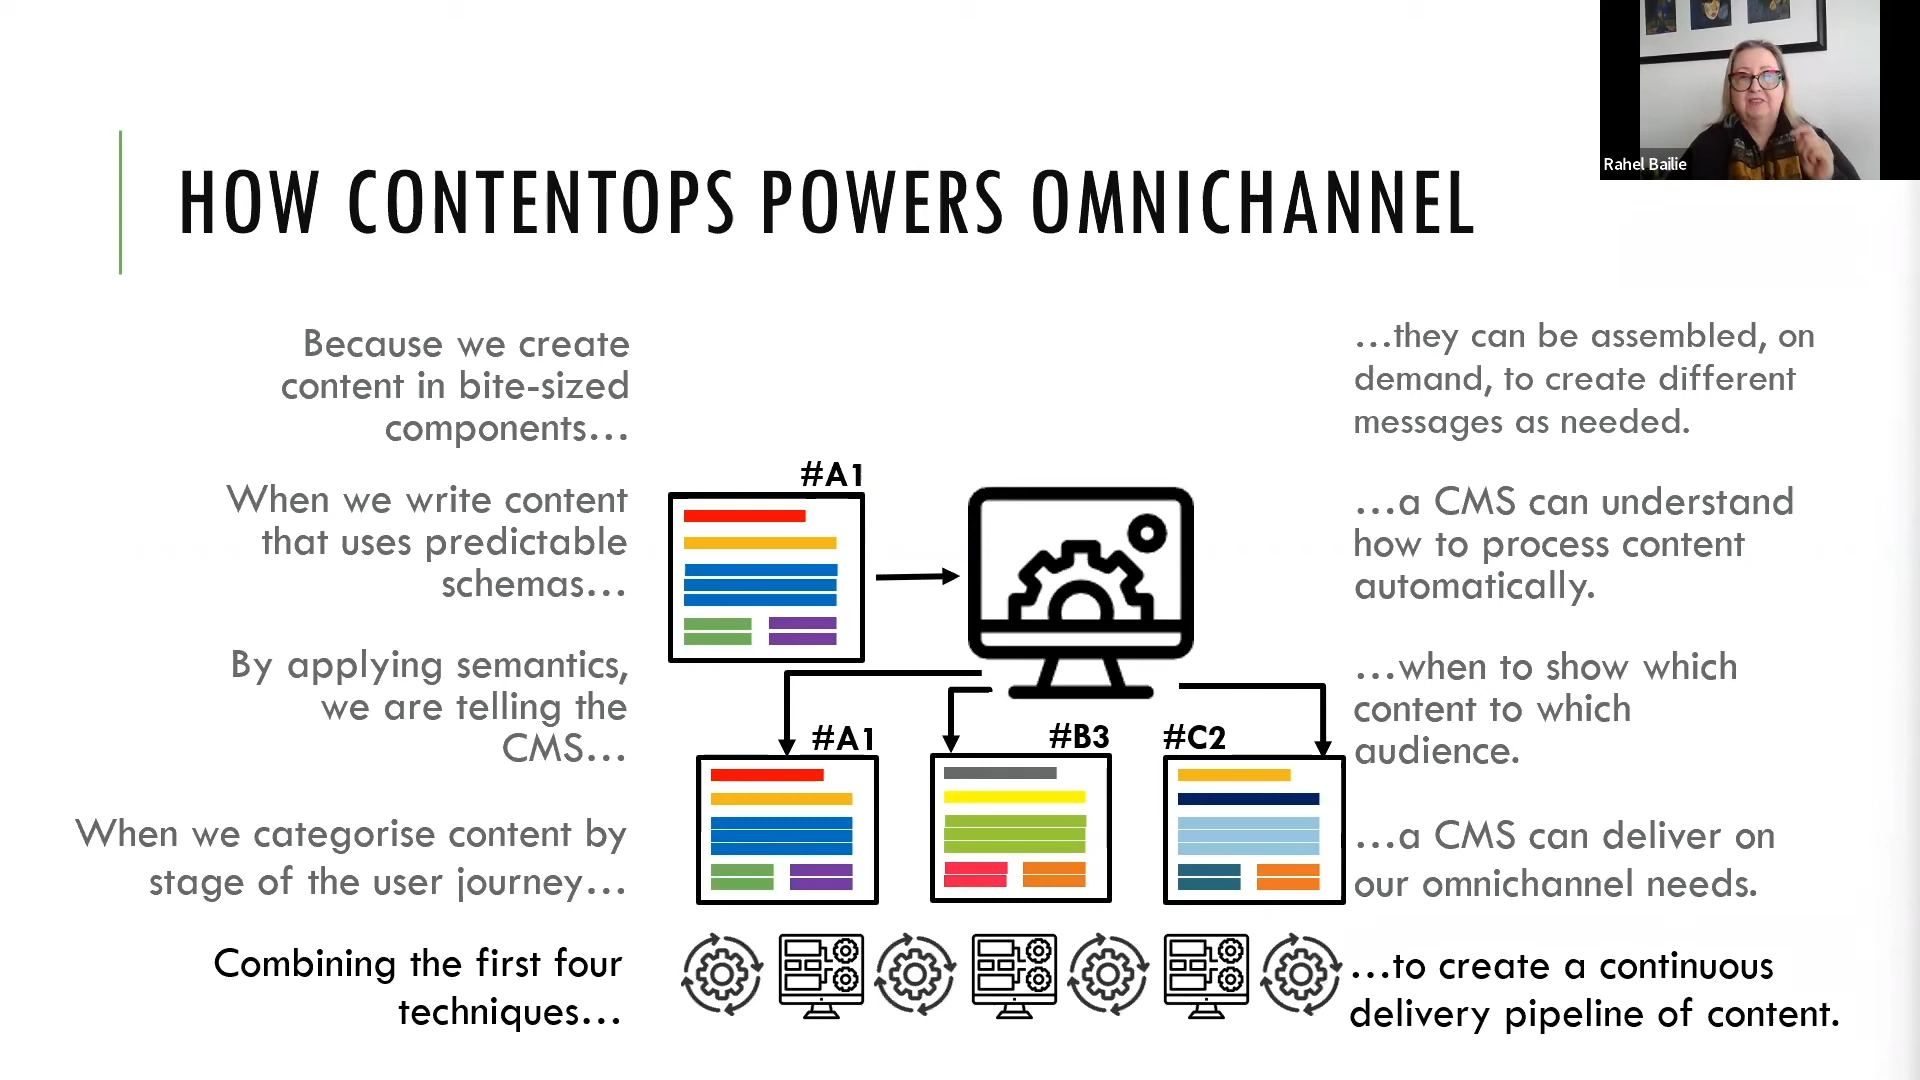 Rahel Bailie
HOW CONTENTOPS POWERS OMNICHANNEL
Because we create
content in bite-sized
components…
…they can be assembled, on
demand, to create different
messages as needed.
When we write content
that uses predictable
schemas…
…a CMS can understand
how to process content
automatically.
By applying semantics,
we are telling the
CMS…
…when to show which
content to which
audience.
When we categorise content by
stage of the user journey…
…a CMS can deliver on
our omnichannel needs.
Combining the first four
techniques…
…to create a continuous
delivery pipeline of content.
#A1
#A1
#B3
#C2